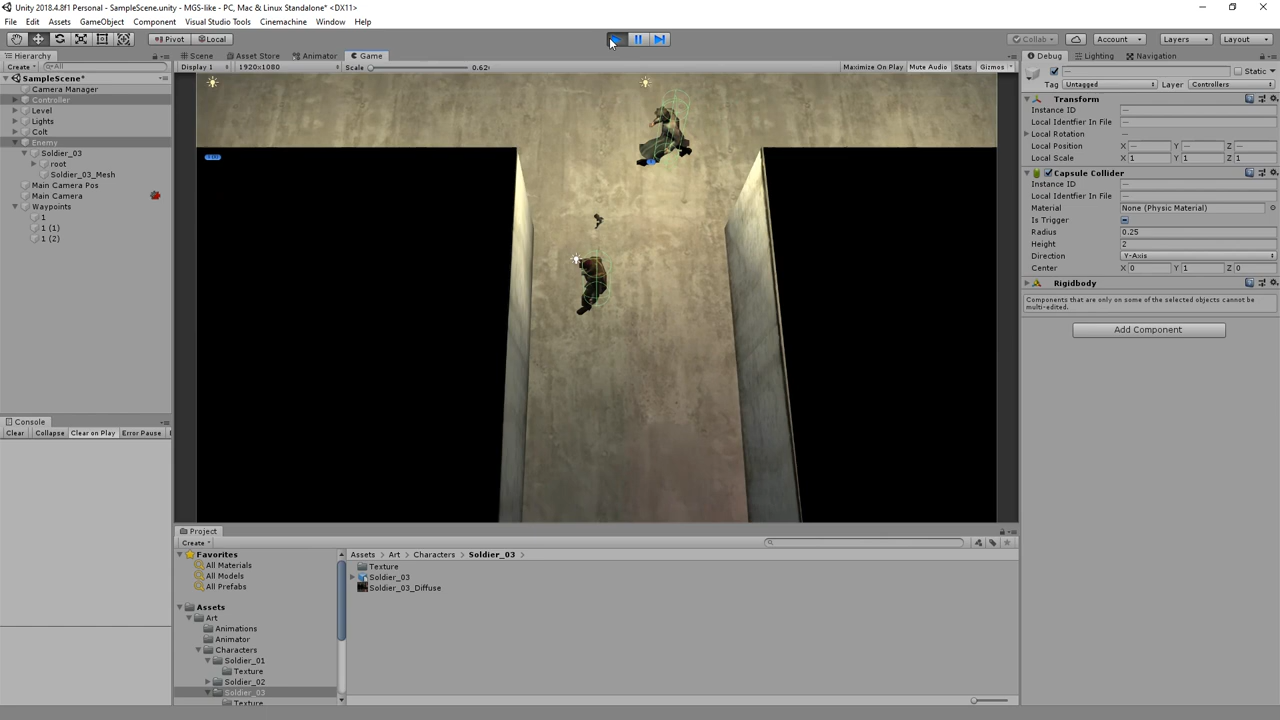 Unity 2018.4.8f1 Personal - SampleScene.unity - MGS-like - PC, Mac & Linux Standalone* <DX11>
File Edit Assets GameObject Component Visual Studio Tools Cinemachine Window Help
Pivot Local Collab Account Layers Layout
Hierarchy Scene Asset Store Animator Game Debug Lighting Navigation
Create All Display 1 1920x1080 Scale 0.62x Maximize On Play Mute Audio Stats Gizmos
SampleScene*
Camera Manager
Controller
Level
Lights
Colt
Enemy
Soldier_03
root
Soldier_03_Mesh
Main Camera Pos
Main Camera
Waypoints
1
1 (1)
1 (2)
— Static
Tag Untagged Layer Controllers
Transform
Instance ID —
Local Identfier In File —
Local Rotation —
Local Position X — Y — Z —
Local Scale X 1 Y 1 Z 1
Capsule Collider
Instance ID —
Local Identfier In File —
Material None (Physic Material)
Is Trigger
Radius 0.25
Height 2
Direction Y-Axis
Center X 0 Y 1 Z 0
Rigidbody
Components that are only on some of the selected objects cannot be
multi-edited.
Add Component
Console
Clear Collapse Clear on Play Error Pause
Project
Create
Favorites
All Materials
All Models
All Prefabs
Assets
Art
Animations
Animator
Characters
Soldier_01
Texture
Soldier_02
Soldier_03
Texture
Assets Art Characters Soldier_03
Texture
Soldier_03
Soldier_03_Diffuse